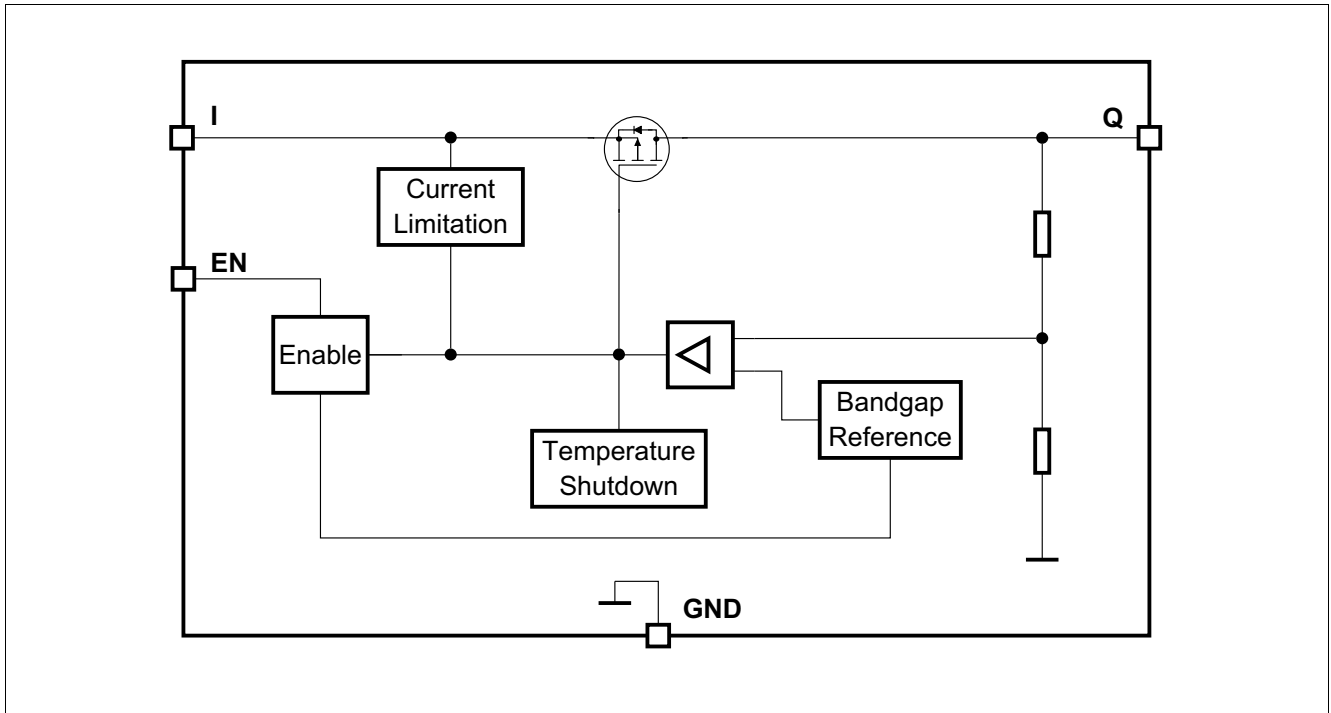 I
Q
Current
Limitation
EN
Enable
Bandgap
Reference
Temperature
Shutdown
GND